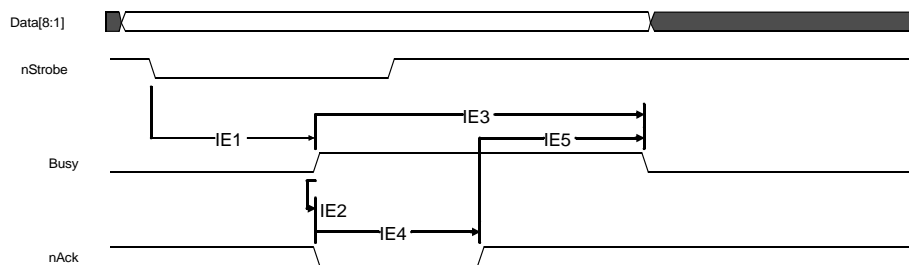 Data[8:1]
nStrobe
IE3
IE1
IE5
Busy
IE2
IE4
nAck